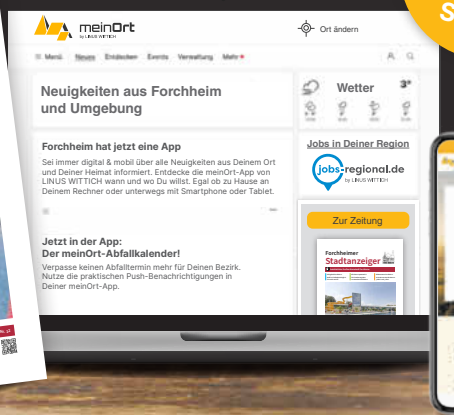 S
meinOrt
by LINUS WITTICH
Ort ändern
Menü Neues Entdecken Events Verwaltung Mehr
Neuigkeiten aus Forchheim
und Umgebung
Wetter
3°
Forchheim hat jetzt eine App
Sei immer digital & mobil über alle Neuigkeiten aus Deinem Ort
und Deiner Heimat informiert. Entdecke die meinOrt-App von
LINUS WITTICH wann und wo Du willst. Egal ob zu Hause an
Deinem Rechner oder unterwegs mit Smartphone oder Tablet.
Jetzt in der App:
Der meinOrt-Abfallkalender!
Verpasse keinen Abfalltermin mehr für Deinen Bezirk.
Nutze die praktischen Push-Benachrichtigungen in
Deiner meinOrt-App.
Jobs in Deiner Region
jobs-regional.de
by LINUS WITTICH
Zur Zeitung
Forchheimer
Stadtanzeiger